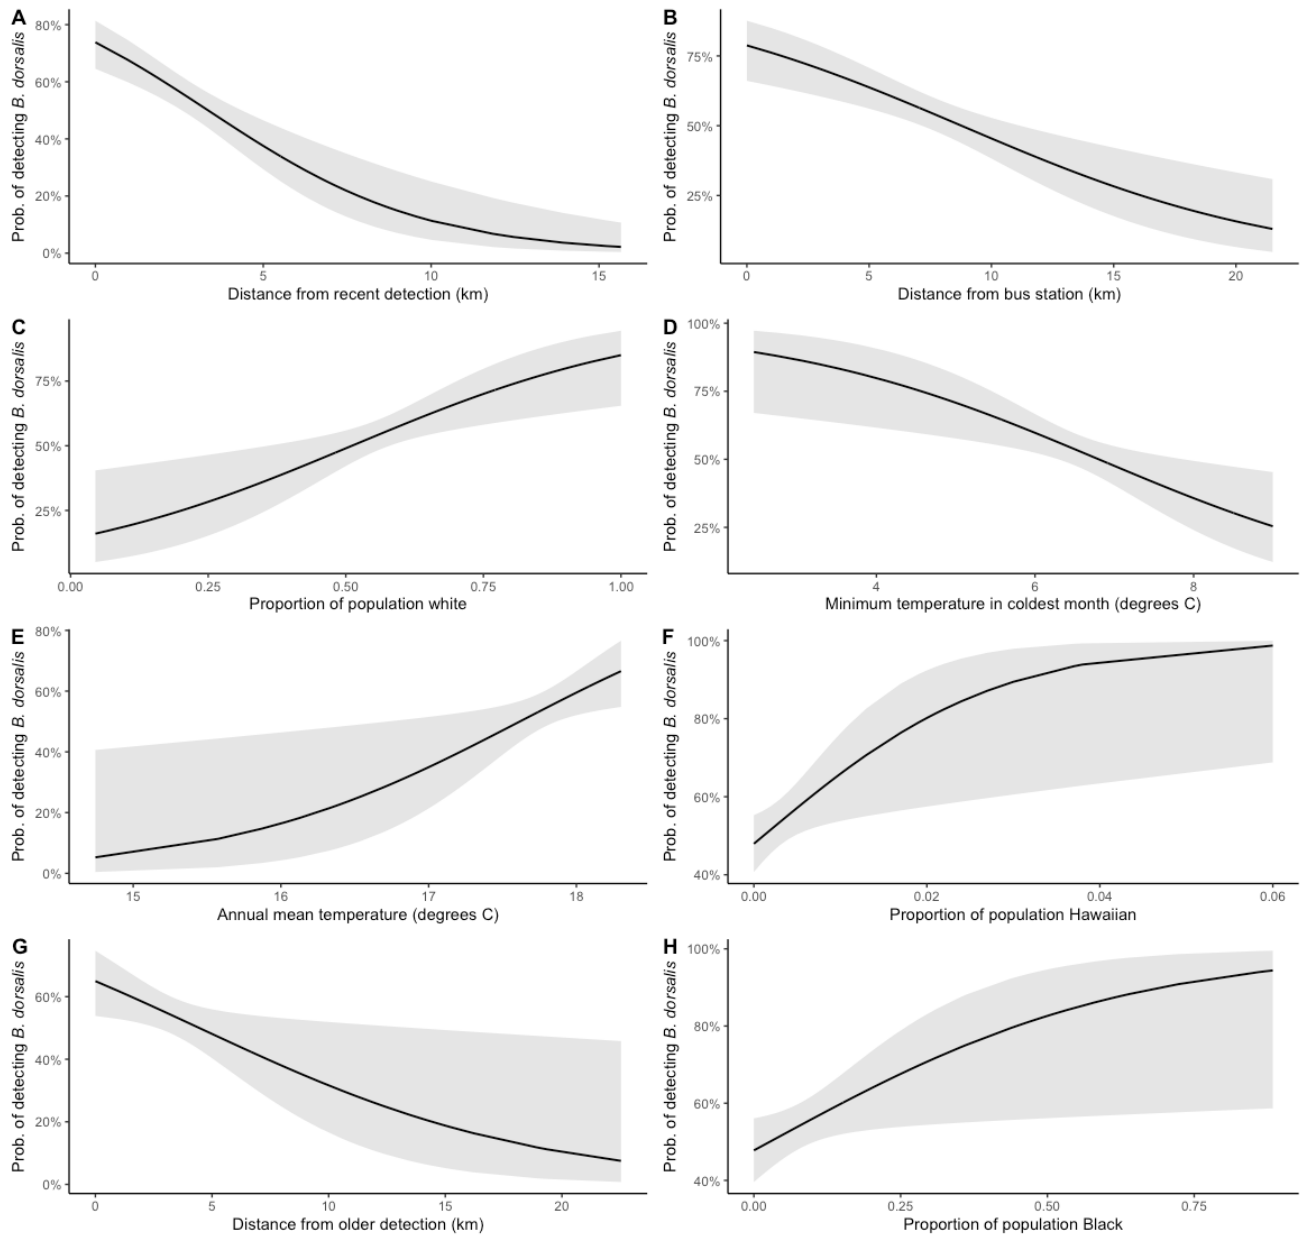 A
Prob. of detecting B. dorsalis
80%
60%
40%
20%
0%
0 5 10 15
Distance from recent detection (km)
B
Prob. of detecting B. dorsalis
75%
50%
25%
0 5 10 15 20
Distance from bus station (km)
C
Prob. of detecting B. dorsalis
75%
50%
25%
0.00 0.25 0.50 0.75 1.00
Proportion of population white
D
Prob. of detecting B. dorsalis
100%
75%
50%
25%
4 6 8
Minimum temperature in coldest month (degrees C)
E
Prob. of detecting B. dorsalis
80%
60%
40%
20%
0%
15 16 17 18
Annual mean temperature (degrees C)
F
Prob. of detecting B. dorsalis
100%
80%
60%
40%
0.00 0.02 0.04 0.06
Proportion of population Hawaiian
G
Prob. of detecting B. dorsalis
60%
40%
20%
0%
0 5 10 15 20
Distance from older detection (km)
H
Prob. of detecting B. dorsalis
100%
80%
60%
40%
0.00 0.25 0.50 0.75
Proportion of population Black